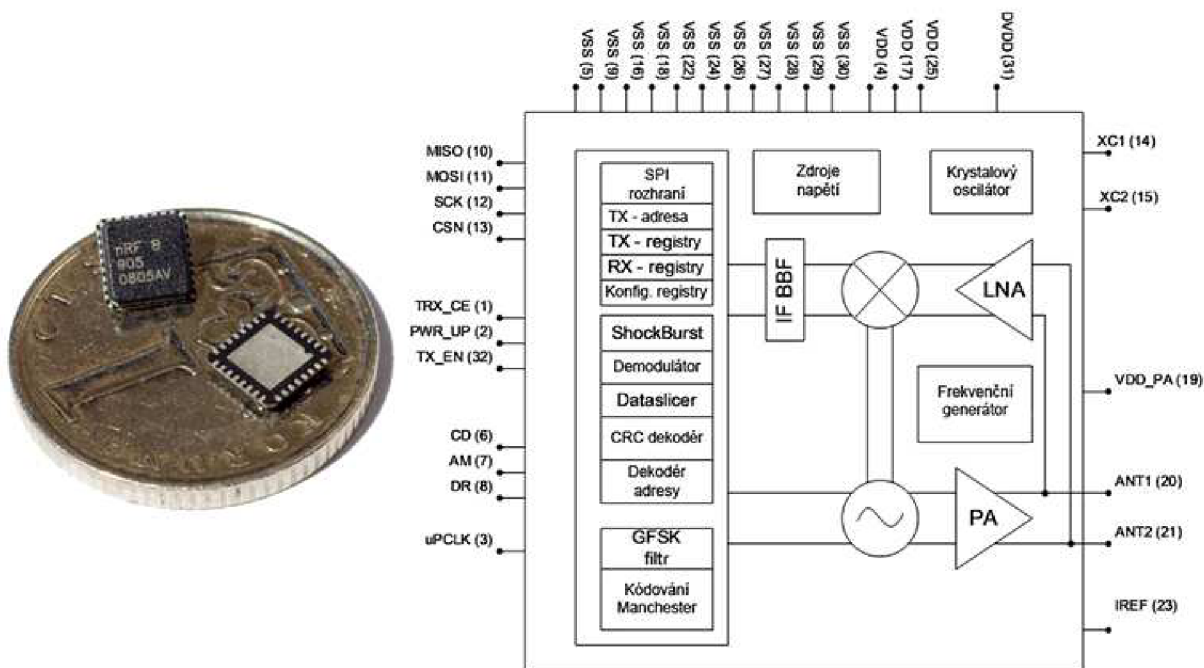 nRF 8
905
0805AV
1
VSS (5)
VSS (9)
VSS (16)
VSS (18)
VSS (22)
VSS (24)
VSS (26)
VSS (27)
VSS (28)
VSS (29)
VSS (30)
VDD (4)
VDD (17)
VDD (25)
DVDD (31)
MISO (10)
MOSI (11)
SCK (12)
CSN (13)
TRX_CE (1)
PWR_UP (2)
TX_EN (32)
CD (6)
AM (7)
DR (8)
uPCLK (3)
SPI
rozhraní
TX - adresa
TX - registry
RX - registry
Konfig. registry
ShockBurst
Demodulátor
Dataslicer
CRC dekodér
Dekodér
adresy
GFSK
filtr
Kódování
Manchester
Zdroje
napětí
Krystalový
oscilátor
IF BBF
LNA
Frekvenční
generátor
PA
XC1 (14)
XC2 (15)
VDD_PA (19)
ANT1 (20)
ANT2 (21)
IREF (23)